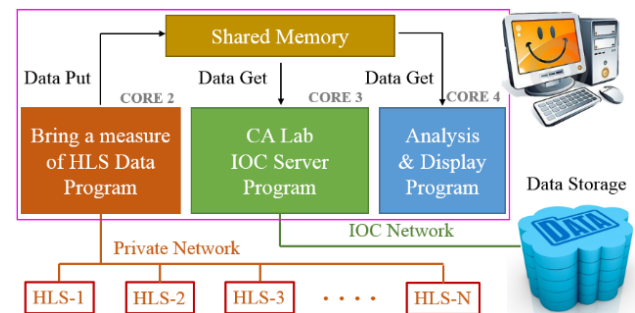 Shared Memory
Data Put
Data Get
Data Get
CORE 2
CORE 3
CORE 4
Bring a measure
of HLS Data
Program
CA Lab
IOC Server
Program
Analysis
& Display
Program
Data Storage
IOC Network
DATA
Private Network
HLS-1
HLS-2
HLS-3
. . . .
HLS-N